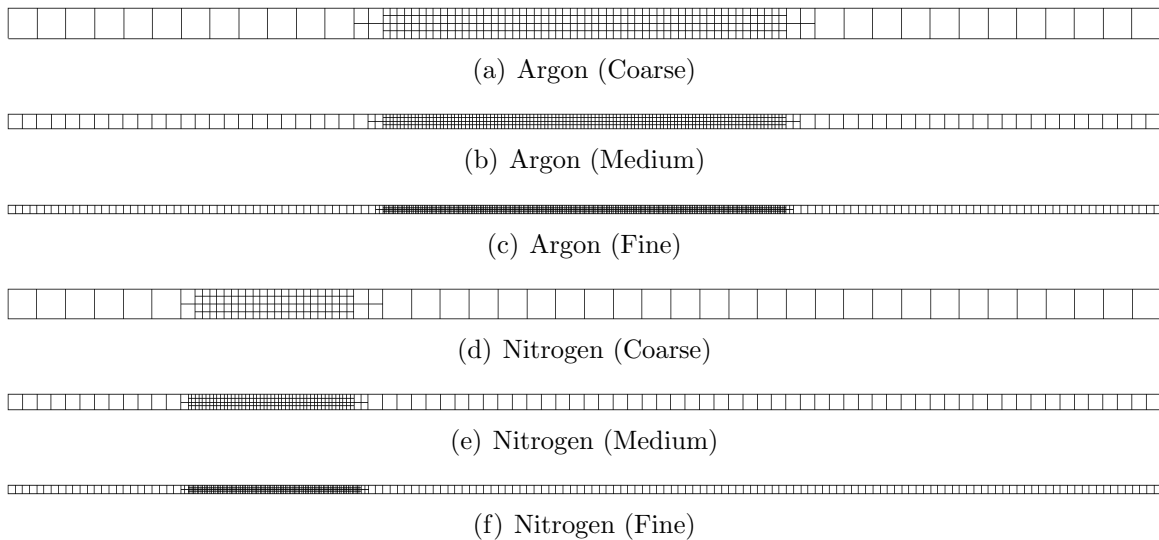 (a) Argon (Coarse)
(b) Argon (Medium)
(c) Argon (Fine)
(d) Nitrogen (Coarse)
(e) Nitrogen (Medium)
(f) Nitrogen (Fine)